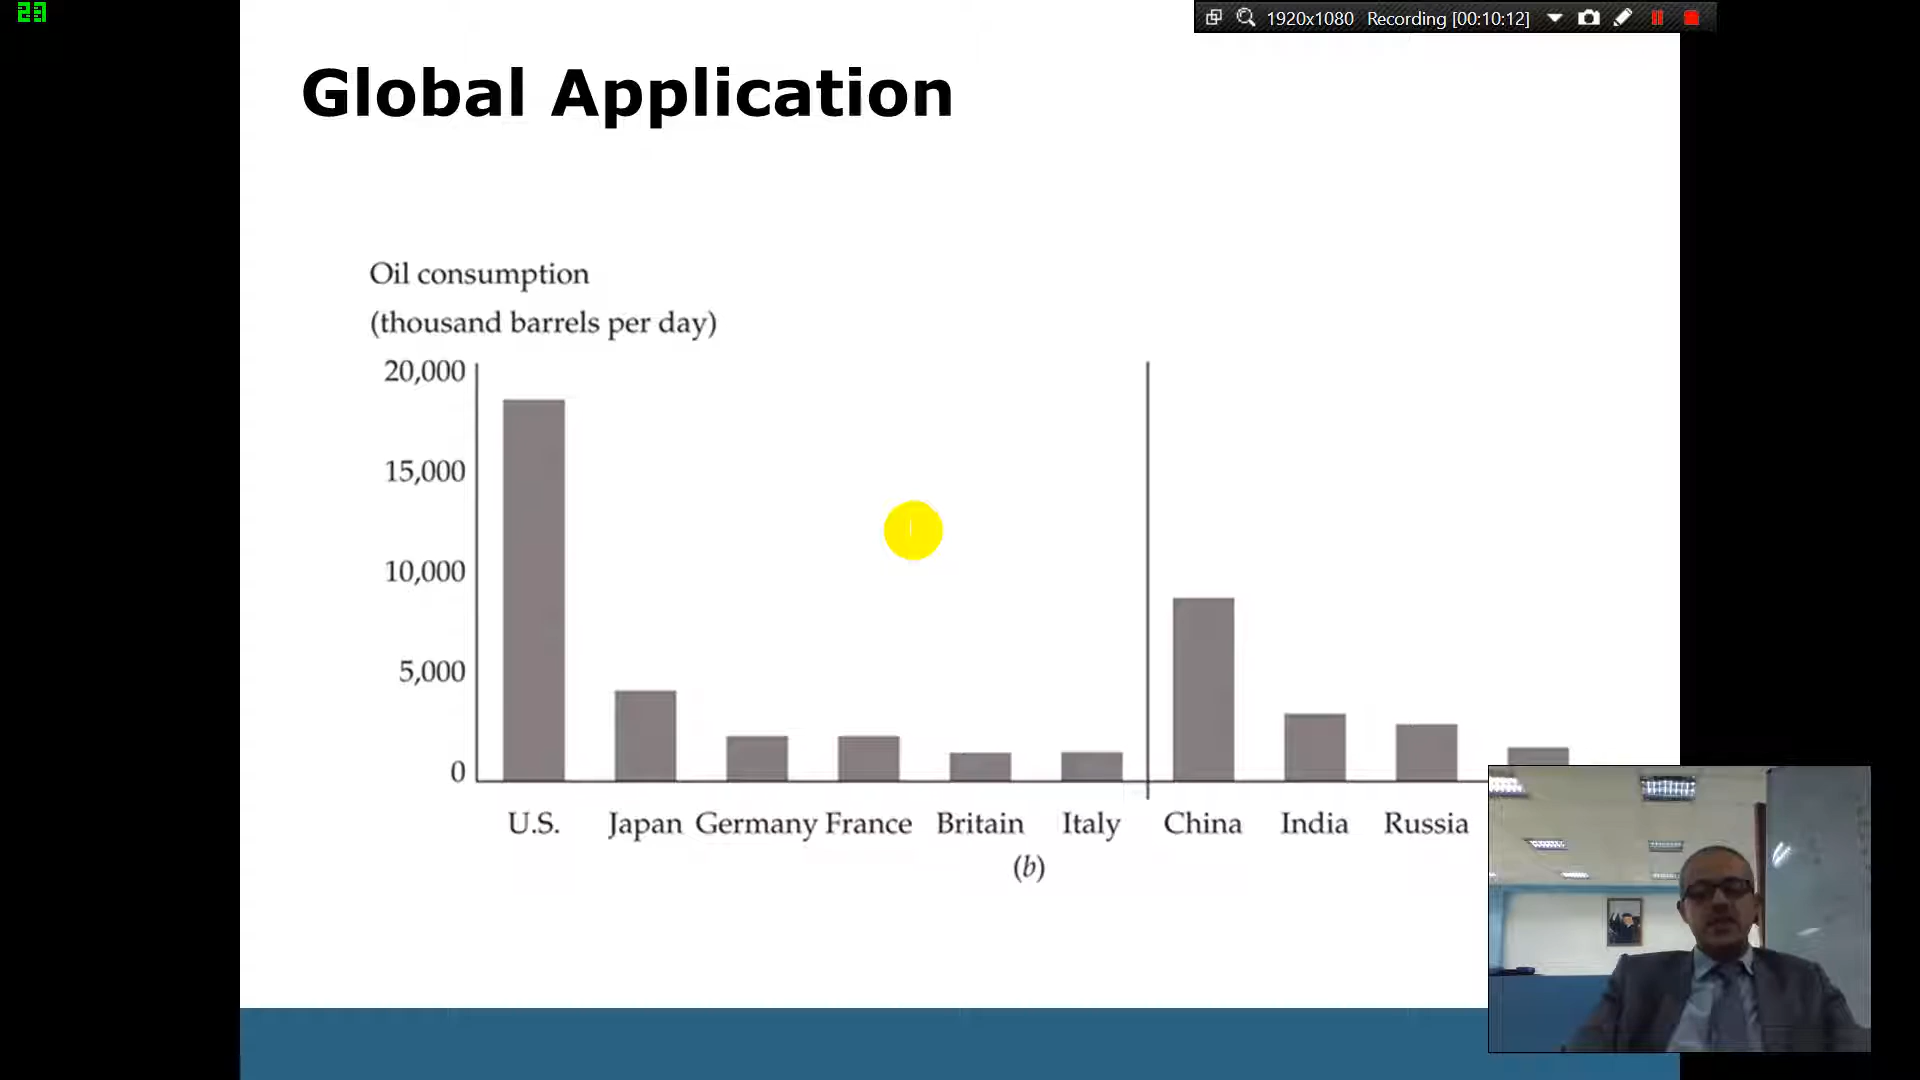 23
1920x1080 Recording [00:10:12]
Global Application
Oil consumption
(thousand barrels per day)
20,000
15,000
10,000
5,000
0
U.S. Japan Germany France Britain Italy China India Russia
(b)